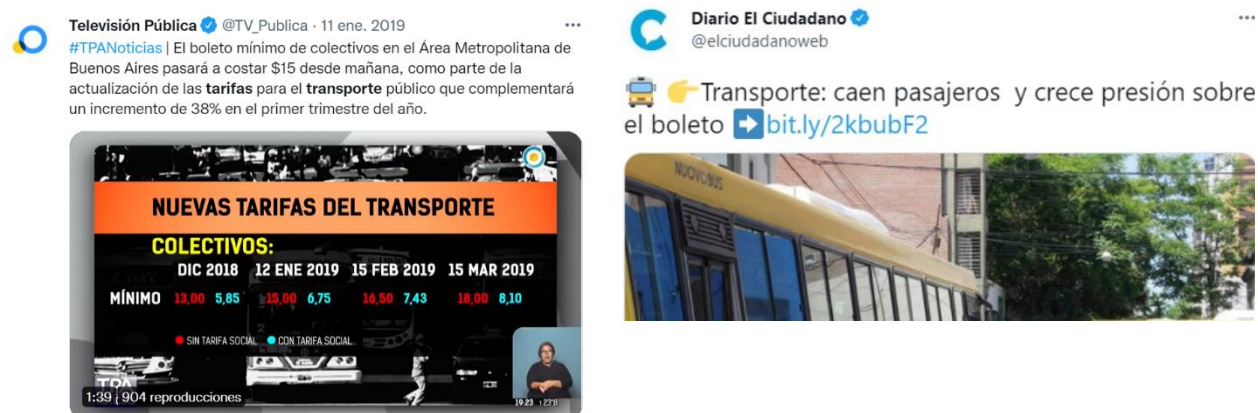 Televisión Pública @TV_Publica · 11 ene. 2019
#TPANoticias | El boleto mínimo de colectivos en el Área Metropolitana de
Buenos Aires pasará a costar $15 desde mañana, como parte de la
actualización de las tarifas para el transporte público que complementará
un incremento de 38% en el primer trimestre del año.
NUEVAS TARIFAS DEL TRANSPORTE
COLECTIVOS:
DIC 2018 12 ENE 2019 15 FEB 2019 15 MAR 2019
MÍNIMO 13,00 5,85 15,00 6,75 16,50 7,43 18,00 8,10
SIN TARIFA SOCIAL CON TARIFA SOCIAL
TPA
1:39 904 reproducciones
19:23 23°8
Diario El Ciudadano
@elciudadanoweb
Transporte: caen pasajeros y crece presión sobre
el boleto bit.ly/2kbubF2
NUOVOBUS